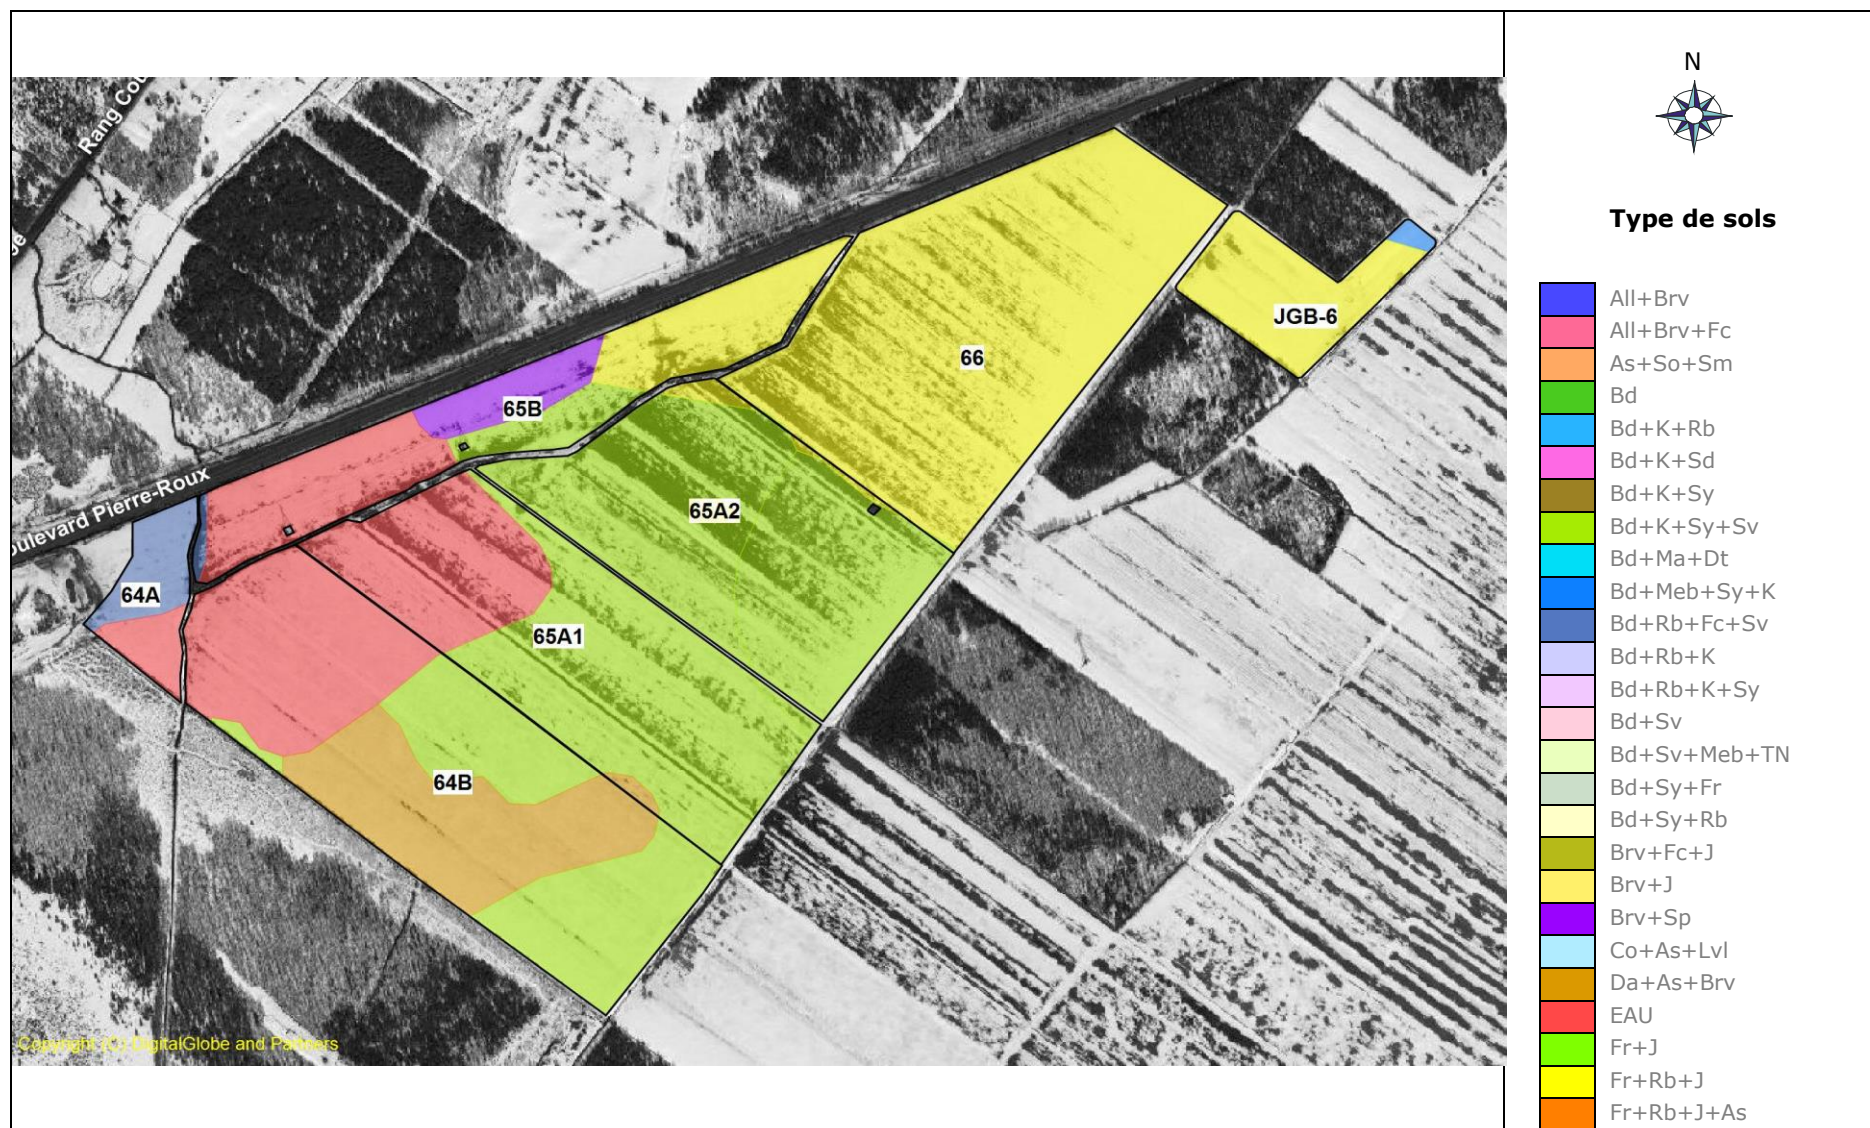 N
Type de sols
All+Brv
All+Brv+Fc
As+So+Sm
Bd
Bd+K+Rb
Bd+K+Sd
Bd+K+Sy
Bd+K+Sy+Sv
Bd+Ma+Dt
Bd+Meb+Sy+K
Bd+Rb+Fc+Sv
Bd+Rb+K
Bd+Rb+K+Sy
Bd+Sv
Bd+Sv+Meb+TN
Bd+Sy+Fr
Bd+Sy+Rb
Brv+Fc+J
Brv+J
Brv+Sp
Co+As+Lvl
Da+As+Brv
EAU
Fr+J
Fr+Rb+J
Fr+Rb+J+As
Rang Cou
JGB-6
66
65B
65A2
oulevard Pierre-Roux
64A
65A1
64B
Copyright (C) DigitalGlobe and Partners